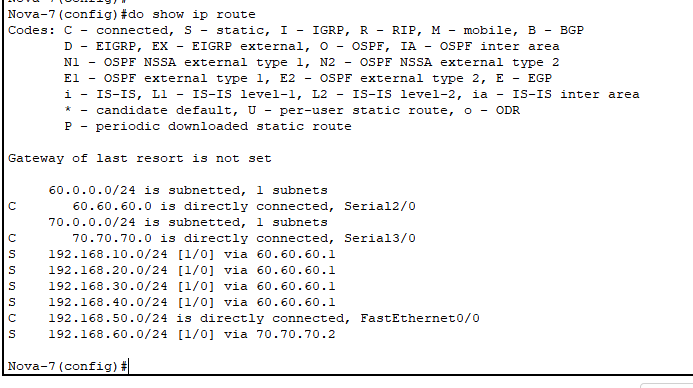 Nova-7(config)#do show ip route
Codes: C - connected, S - static, I - IGRP, R - RIP, M - mobile, B - BGP
D - EIGRP, EX - EIGRP external, O - OSPF, IA - OSPF inter area
N1 - OSPF NSSA external type 1, N2 - OSPF NSSA external type 2
E1 - OSPF external type 1, E2 - OSPF external type 2, E - EGP
i - IS-IS, L1 - IS-IS level-1, L2 - IS-IS level-2, ia - IS-IS inter area
* - candidate default, U - per-user static route, o - ODR
P - periodic downloaded static route
Gateway of last resort is not set
60.0.0.0/24 is subnetted, 1 subnets
C 60.60.60.0 is directly connected, Serial2/0
70.0.0.0/24 is subnetted, 1 subnets
C 70.70.70.0 is directly connected, Serial3/0
S 192.168.10.0/24 [1/0] via 60.60.60.1
S 192.168.20.0/24 [1/0] via 60.60.60.1
S 192.168.30.0/24 [1/0] via 60.60.60.1
S 192.168.40.0/24 [1/0] via 60.60.60.1
C 192.168.50.0/24 is directly connected, FastEthernet0/0
S 192.168.60.0/24 [1/0] via 70.70.70.2
Nova-7(config)#